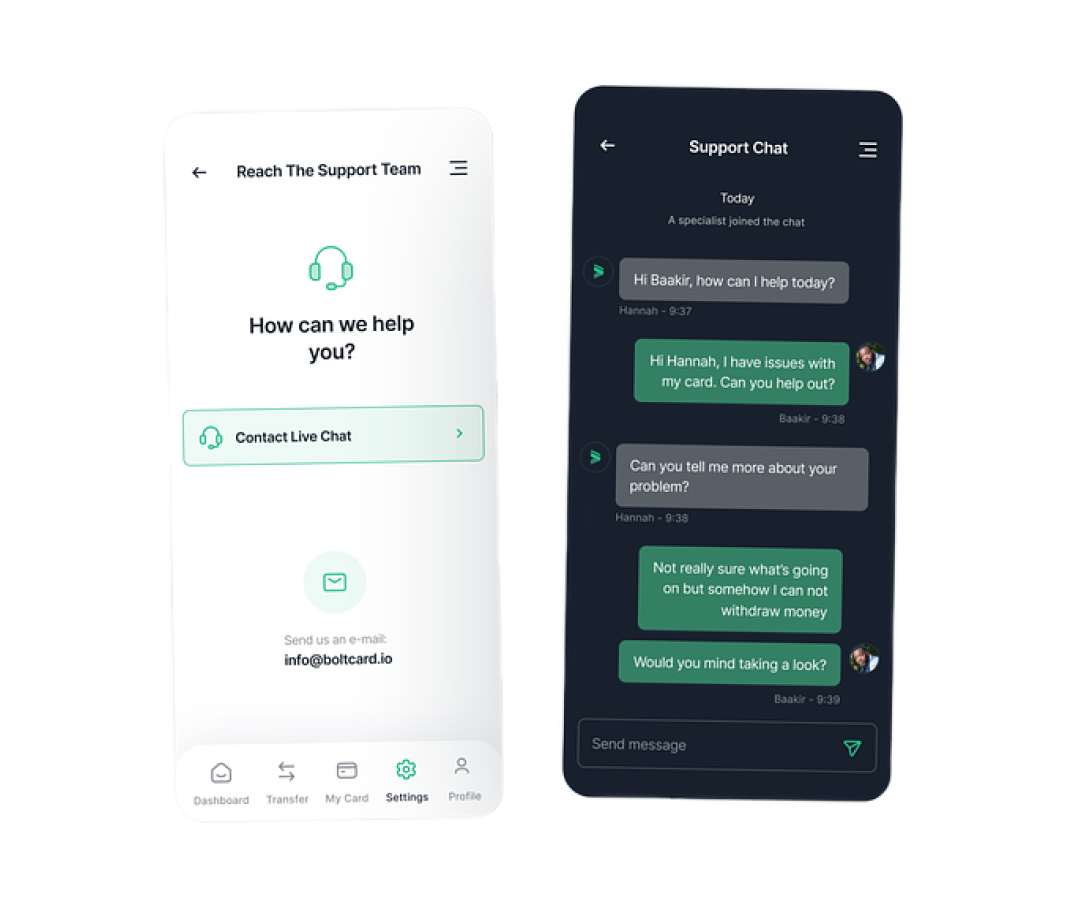 Reach The Support Team
How can we help
you?
Contact Live Chat
Send us an e-mail:
info@boltcard.io
Dashboard
Transfer
My Card
Settings
Profile
Support Chat
Today
A specialist joined the chat
Hi Baakir, how can I help today?
Hannah - 9:37
Hi Hannah, I have issues with
my card. Can you help out?
Baakir - 9:38
Can you tell me more about your
problem?
Hannah - 9:38
Not really sure what's going
on but somehow I can not
withdraw money
Would you mind taking a look?
Baakir - 9:39
Send message